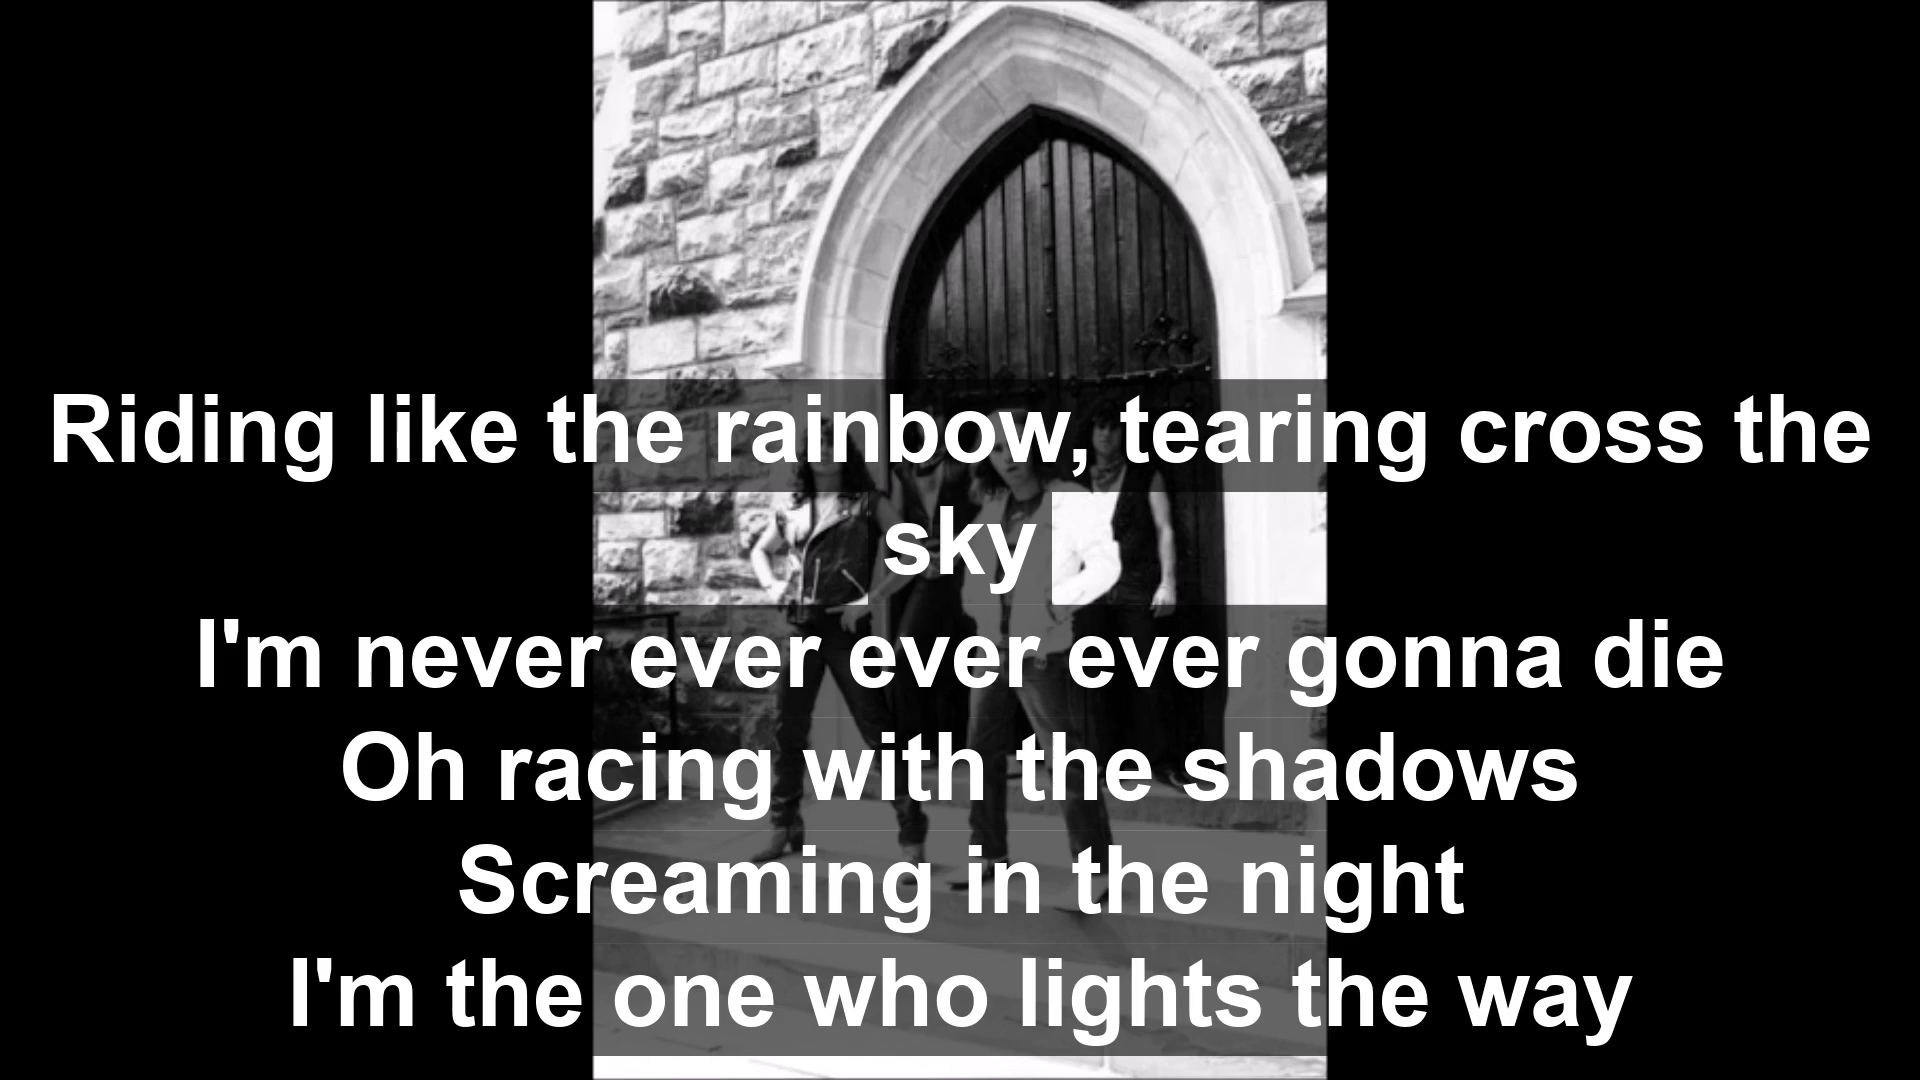 Riding like the rainbow, tearing cross the
sky
I'm never ever ever ever gonna die
Oh racing with the shadows
Screaming in the night
I'm the one who lights the way